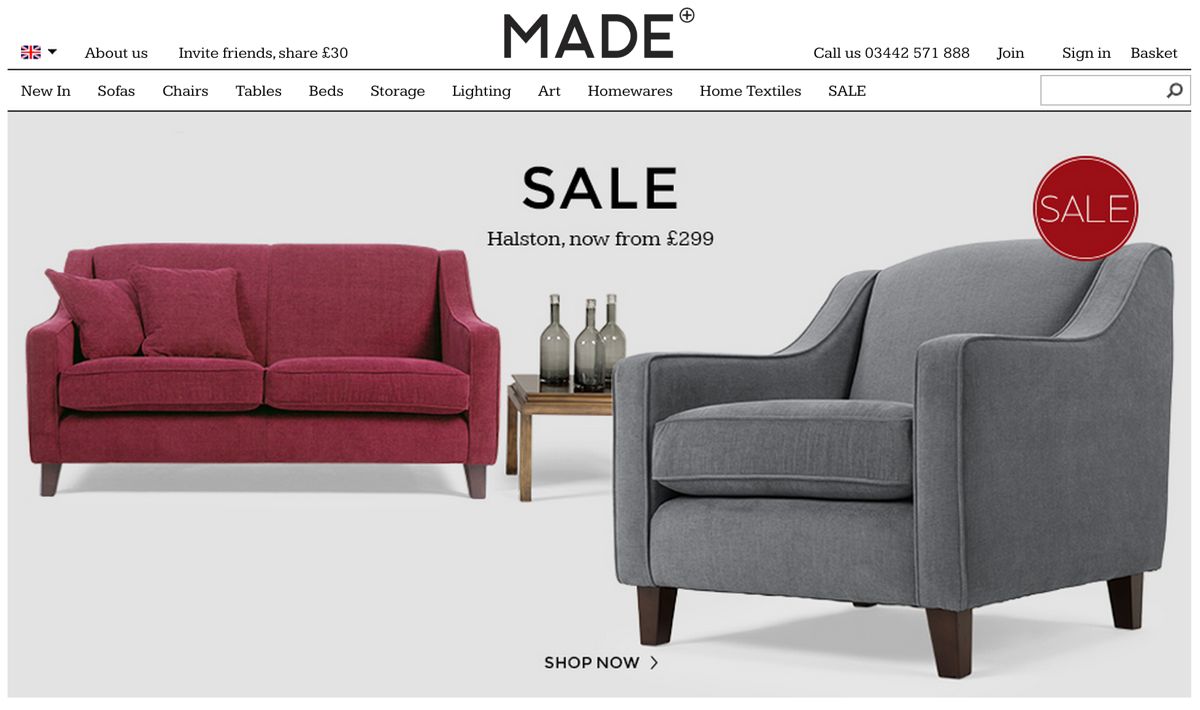 MADE+
About us Invite friends, share £30 Call us 03442 571 888 Join Sign in Basket
New In Sofas Chairs Tables Beds Storage Lighting Art Homewares Home Textiles SALE
SALE
Halston, now from £299
SALE
SHOP NOW >